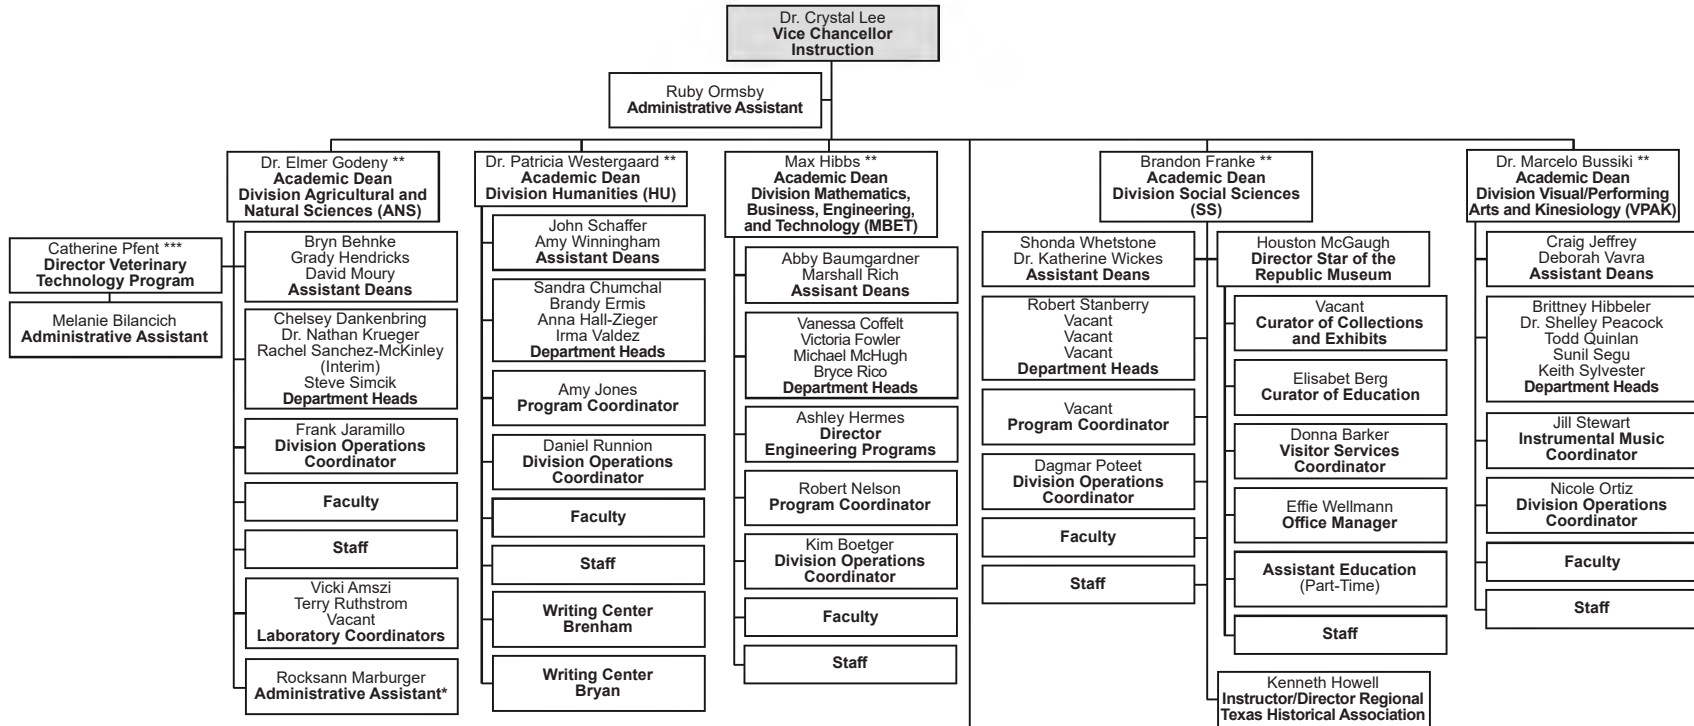 Dr. Crystal Lee
Vice Chancellor
Instruction
Ruby Ormsby
Administrative Assistant
Dr. Elmer Godeny **
Academic Dean
Division Agricultural and
Natural Sciences (ANS)
Catherine Pfent ***
Director Veterinary
Technology Program
Melanie Bilancich
Administrative Assistant
Bryn Behnke
Grady Hendricks
David Moury
Assistant Deans
Chelsey Dankenbring
Dr. Nathan Krueger
Rachel Sanchez-McKinley
(Interim)
Steve Simcik
Department Heads
Frank Jaramillo
Division Operations
Coordinator
Faculty
Staff
Vicki Amszi
Terry Ruthstrom
Vacant
Laboratory Coordinators
Rocksann Marburger
Administrative Assistant*
Dr. Patricia Westergaard **
Academic Dean
Division Humanities (HU)
John Schaffer
Amy Winningham
Assistant Deans
Sandra Chumchal
Brandy Ermis
Anna Hall-Zieger
Irma Valdez
Department Heads
Amy Jones
Program Coordinator
Daniel Runnion
Division Operations
Coordinator
Faculty
Staff
Writing Center
Brenham
Writing Center
Bryan
Max Hibbs **
Academic Dean
Division Mathematics,
Business, Engineering,
and Technology (MBET)
Abby Baumgardner
Marshall Rich
Assisant Deans
Vanessa Coffelt
Victoria Fowler
Michael McHugh
Bryce Rico
Department Heads
Ashley Hermes
Director
Engineering Programs
Robert Nelson
Program Coordinator
Kim Boetger
Division Operations
Coordinator
Faculty
Staff
Brandon Franke **
Academic Dean
Division Social Sciences
(SS)
Shonda Whetstone
Dr. Katherine Wickes
Assistant Deans
Robert Stanberry
Vacant
Vacant
Vacant
Department Heads
Vacant
Program Coordinator
Dagmar Poteet
Division Operations
Coordinator
Faculty
Staff
Houston McGaugh
Director Star of the
Republic Museum
Vacant
Curator of Collections
and Exhibits
Elisabet Berg
Curator of Education
Donna Barker
Visitor Services
Coordinator
Effie Wellmann
Office Manager
Assistant Education
(Part-Time)
Staff
Kenneth Howell
Instructor/Director Regional
Texas Historical Association
Dr. Marcelo Bussiki **
Academic Dean
Division Visual/Performing
Arts and Kinesiology (VPAK)
Craig Jeffrey
Deborah Vavra
Assistant Deans
Brittney Hibbeler
Dr. Shelley Peacock
Todd Quinlan
Sunil Segu
Keith Sylvester
Department Heads
Jill Stewart
Instrumental Music
Coordinator
Nicole Ortiz
Division Operations
Coordinator
Faculty
Staff